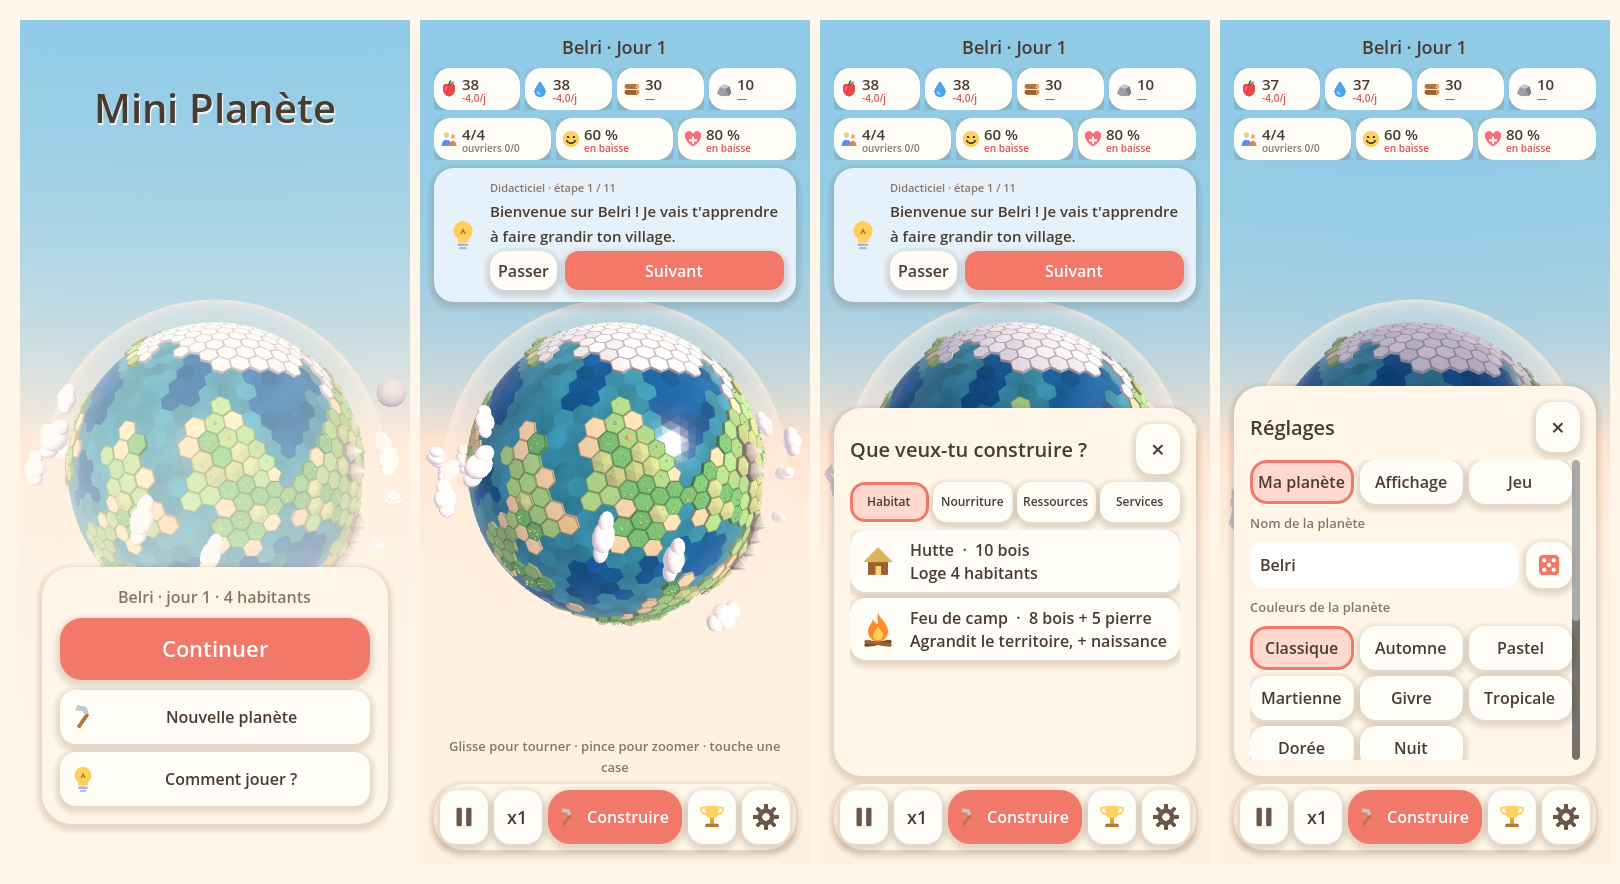 Mini Planète
Belri · jour 1 · 4 habitants
Continuer
Nouvelle planète
Comment jouer ?
Belri · Jour 1
38
-4,0/j
38
-4,0/j
30
—
10
—
4/4
ouvriers 0/0
60 %
en baisse
80 %
en baisse
Didacticiel · étape 1 / 11
Bienvenue sur Belri ! Je vais t'apprendre
à faire grandir ton village.
Passer
Suivant
Glisse pour tourner · pince pour zoomer · touche une
case
x1
Construire
Belri · Jour 1
38
-4,0/j
38
-4,0/j
30
—
10
—
4/4
ouvriers 0/0
60 %
en baisse
80 %
en baisse
Didacticiel · étape 1 / 11
Bienvenue sur Belri ! Je vais t'apprendre
à faire grandir ton village.
Passer
Suivant
Que veux-tu construire ?
×
Habitat
Nourriture
Ressources
Services
Hutte · 10 bois
Loge 4 habitants
Feu de camp · 8 bois + 5 pierre
Agrandit le territoire, + naissance
x1
Construire
Belri · Jour 1
37
-4,0/j
37
-4,0/j
30
—
10
—
4/4
ouvriers 0/0
60 %
en baisse
80 %
en baisse
Réglages
×
Ma planète
Affichage
Jeu
Nom de la planète
Belri
Couleurs de la planète
Classique
Automne
Pastel
Martienne
Givre
Tropicale
Dorée
Nuit
x1
Construire